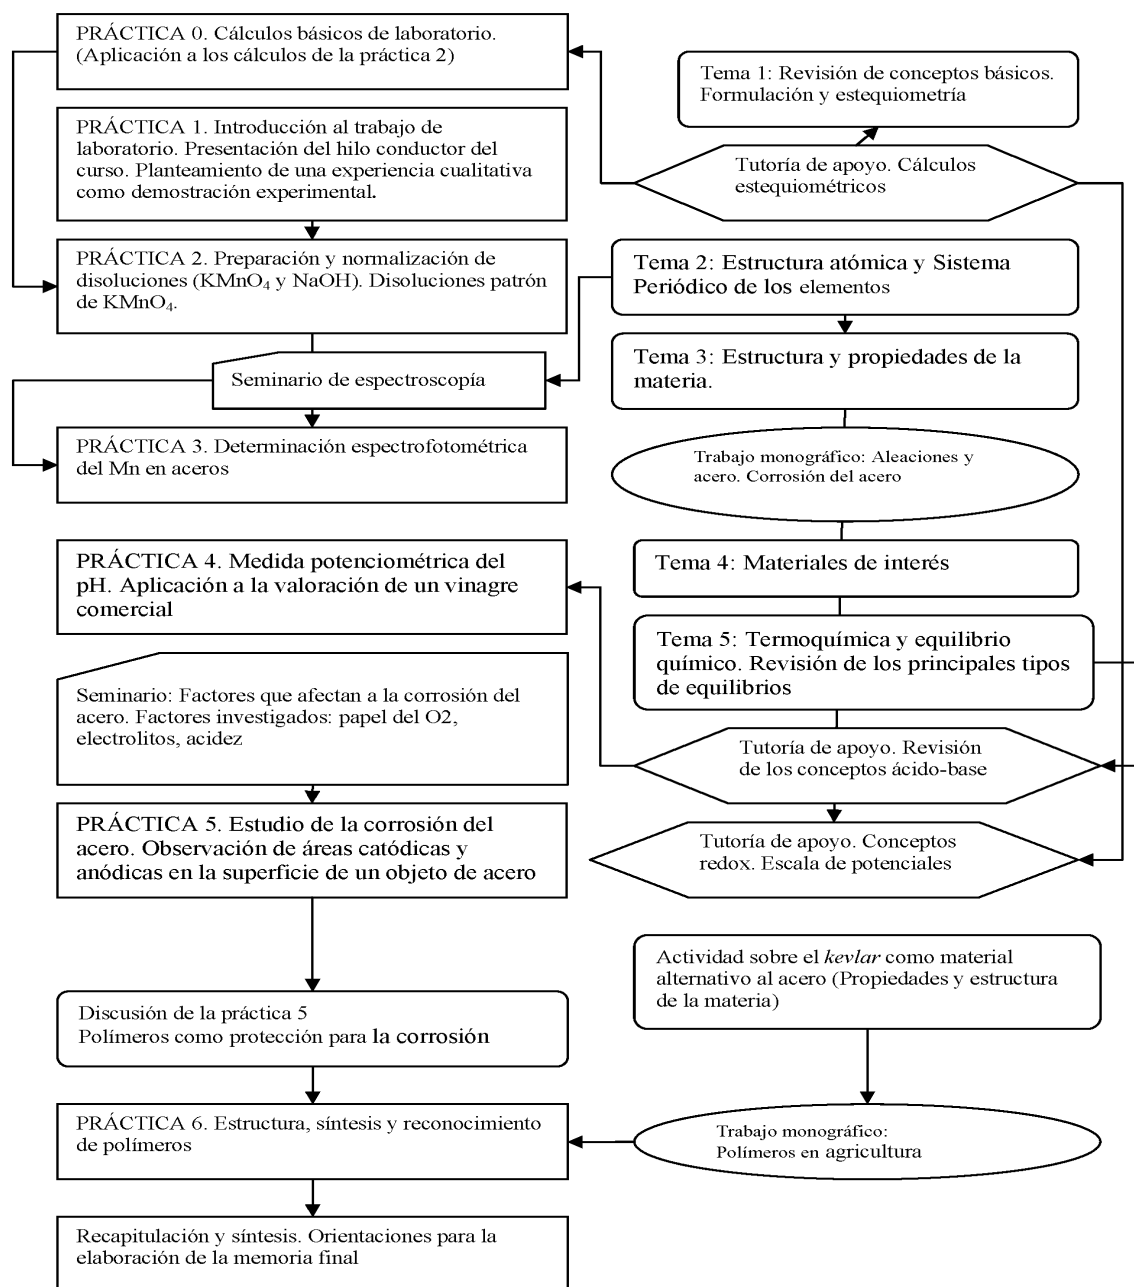 PRÁCTICA 0. Cálculos básicos de laboratorio.
(Aplicación a los cálculos de la práctica 2)
Tema 1: Revisión de conceptos básicos.
Formulación y estequiometría
PRÁCTICA 1. Introducción al trabajo de
laboratorio. Presentación del hilo conductor del
curso. Planteamiento de una experiencia cualitativa
como demostración experimental.
Tutoría de apoyo. Cálculos
estequiométricos
PRÁCTICA 2. Preparación y normalización de
disoluciones (KMnO₄ y NaOH). Disoluciones patrón
de KMnO₄.
Tema 2: Estructura atómica y Sistema
Periódico de los elementos
Tema 3: Estructura y propiedades de la
materia.
Seminario de espectroscopía
PRÁCTICA 3. Determinación espectrofotométrica
del Mn en aceros
Trabajo monográfico: Aleaciones y
acero. Corrosión del acero
PRÁCTICA 4. Medida potenciométrica del
pH. Aplicación a la valoración de un vinagre
comercial
Tema 4: Materiales de interés
Tema 5: Termoquímica y equilibrio
químico. Revisión de los principales tipos
de equilibrios
Seminario: Factores que afectan a la corrosión del
acero. Factores investigados: papel del O2,
electrolitos, acidez
Tutoría de apoyo. Revisión
de los conceptos ácido-base
PRÁCTICA 5. Estudio de la corrosión del
acero. Observación de áreas catódicas y
anódicas en la superficie de un objeto de acero
Tutoría de apoyo. Conceptos
redox. Escala de potenciales
Actividad sobre el kevlar como material
alternativo al acero (Propiedades y estructura
de la materia)
Discusión de la práctica 5
Polímeros como protección para la corrosión
PRÁCTICA 6. Estructura, síntesis y reconocimiento
de polímeros
Trabajo monográfico:
Polímeros en agricultura
Recapitulación y síntesis. Orientaciones para la
elaboración de la memoria final